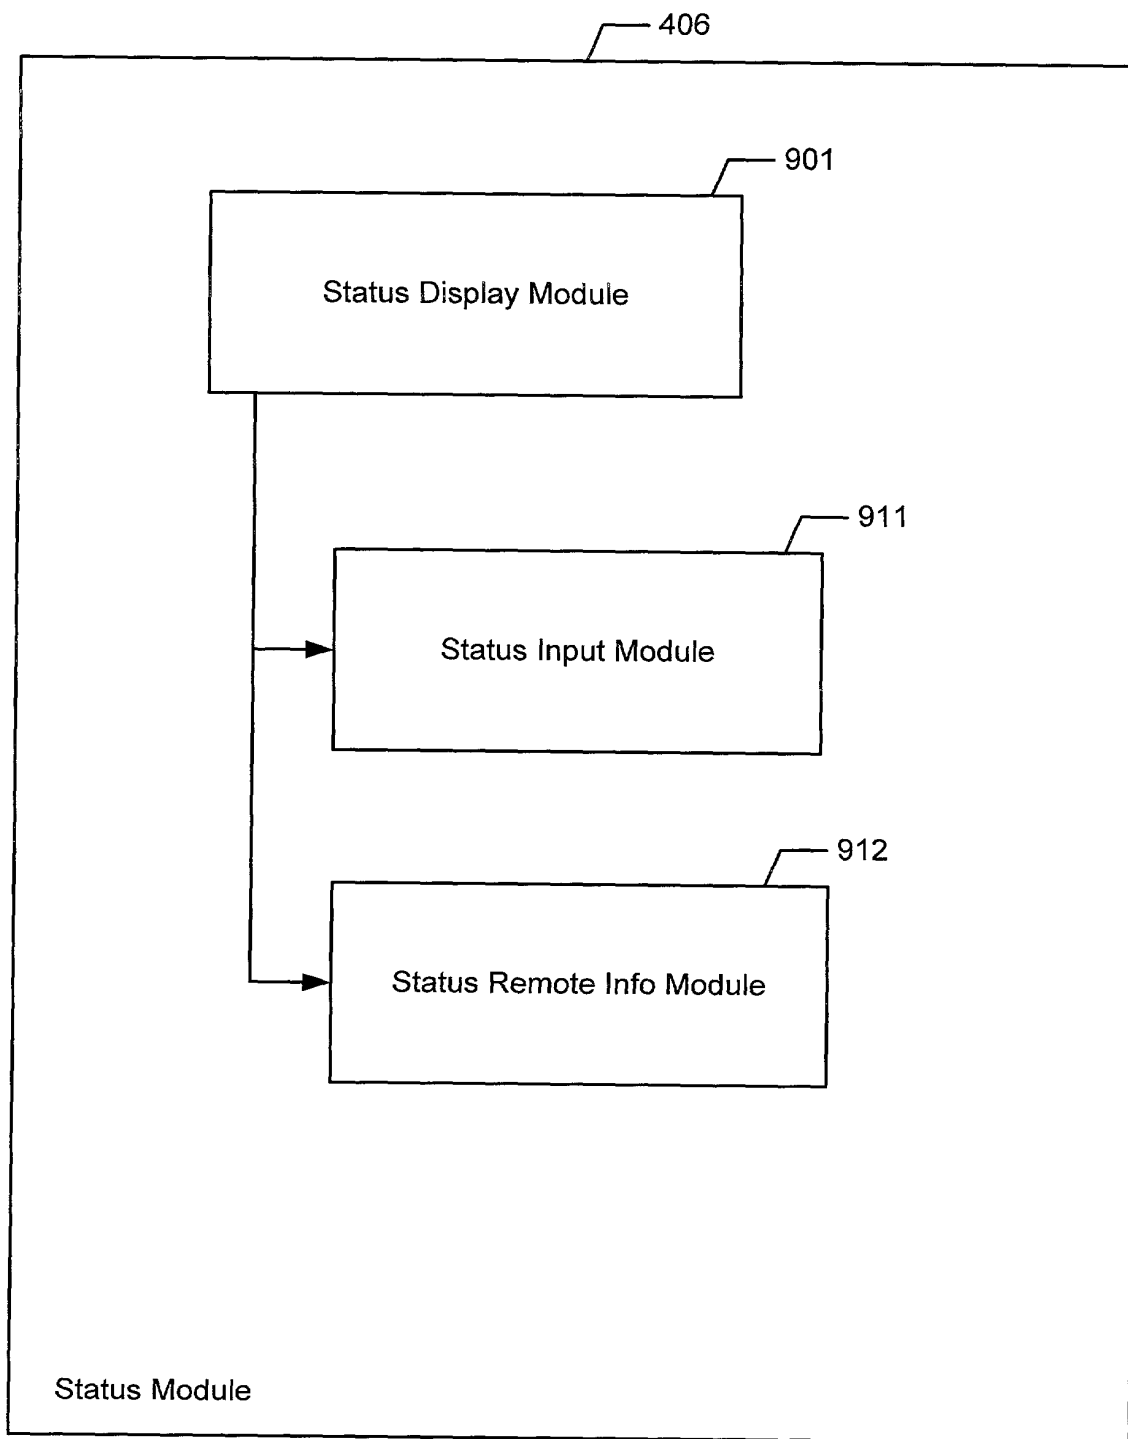 406
901
Status Display Module
911
Status Input Module
912
Status Remote Info Module
Status Module